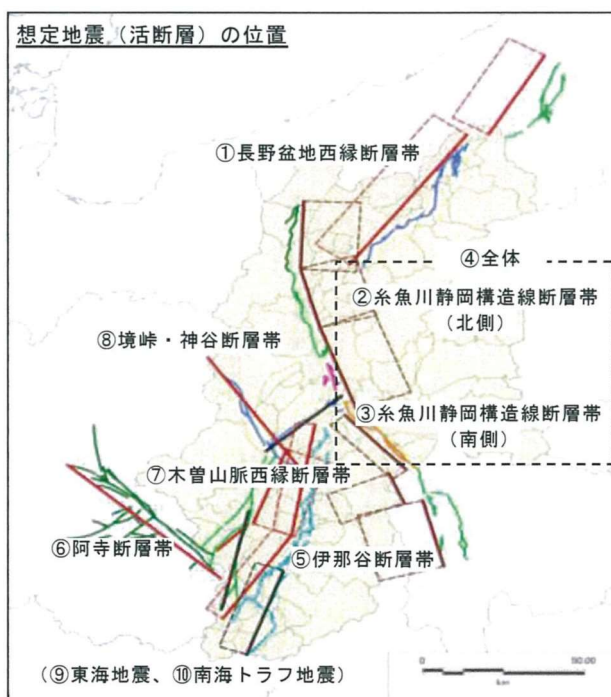 想定地震（活断層）の位置
①長野盆地西縁断層帯
④全体
②糸魚川静岡構造線断層帯
（北側）
⑧境峠・神谷断層帯
③糸魚川静岡構造線断層帯
（南側）
⑦木曽山脈西縁断層帯
⑥阿寺断層帯
⑤伊那谷断層帯
（⑨東海地震、⑩南海トラフ地震）
0
50.00
km